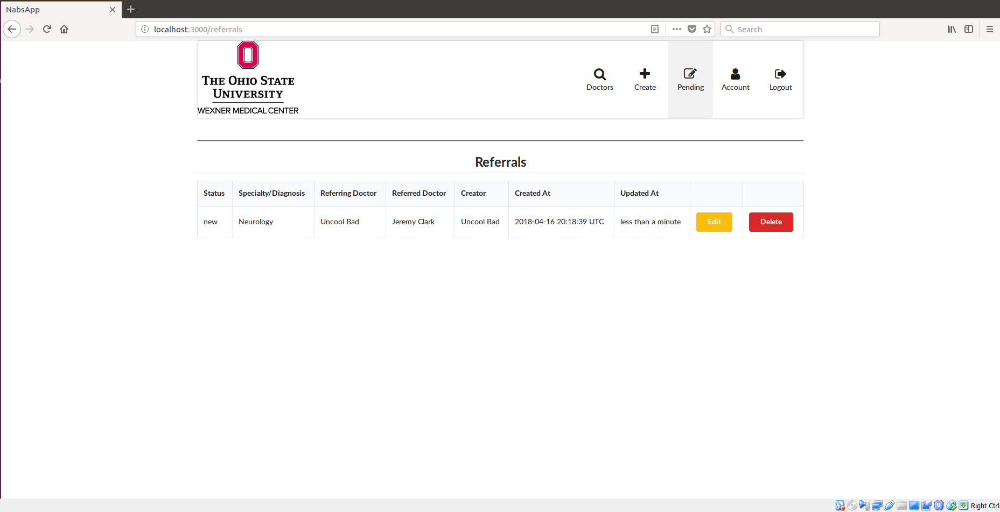 NabsApp
localhost:3000/referrals
Search
THE OHIO STATE
UNIVERSITY
WEXNER MEDICAL CENTER
Doctors
Create
Pending
Account
Logout
Referrals
Status Specialty/Diagnosis Referring Doctor Referred Doctor Creator Created At Updated At
new Neurology Uncool Bad Jeremy Clark Uncool Bad 2018-04-16 20:18:39 UTC less than a minute Edit Delete
Right Ctrl